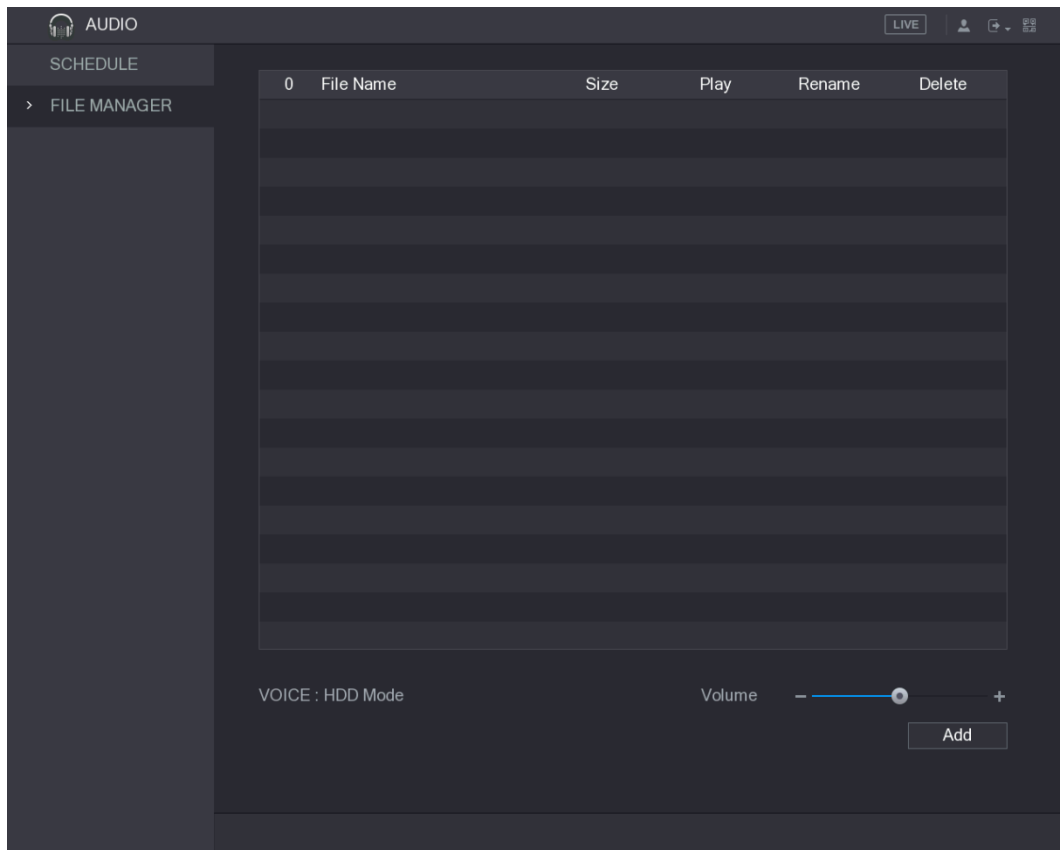 AUDIO
LIVE
SCHEDULE
FILE MANAGER
0 File Name Size Play Rename Delete
VOICE : HDD Mode Volume
Add